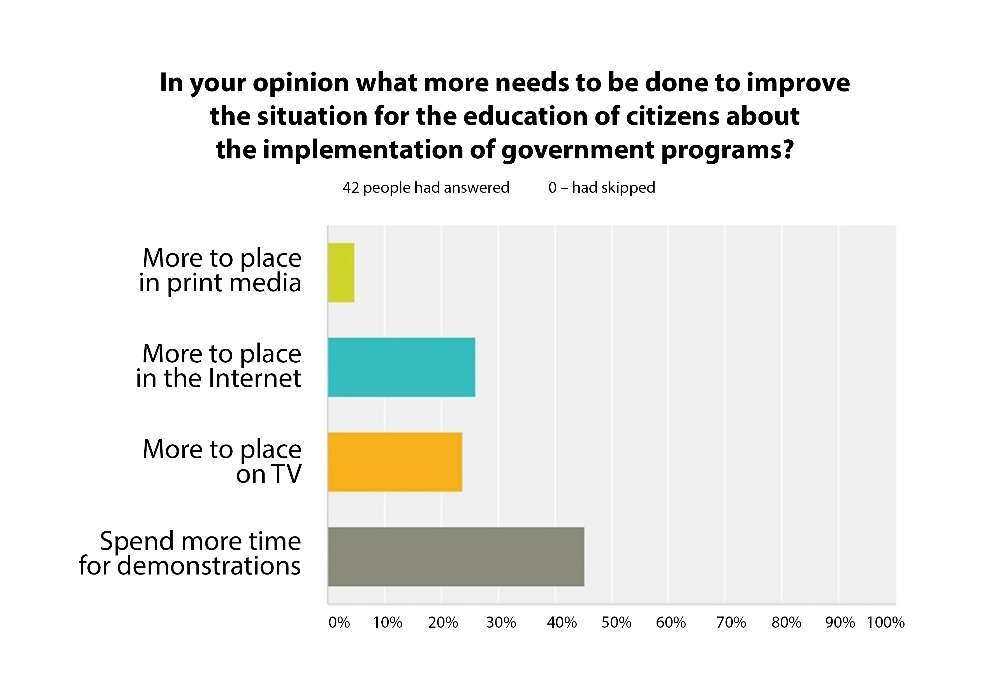 In your opinion what more needs to be done to improve
the situation for the education of citizens about
the implementation of government programs?
42 people had answered 0 – had skipped
More to place
in print media
More to place
in the Internet
More to place
on TV
Spend more time
for demonstrations
0% 10% 20% 30% 40% 50% 60% 70% 80% 90% 100%